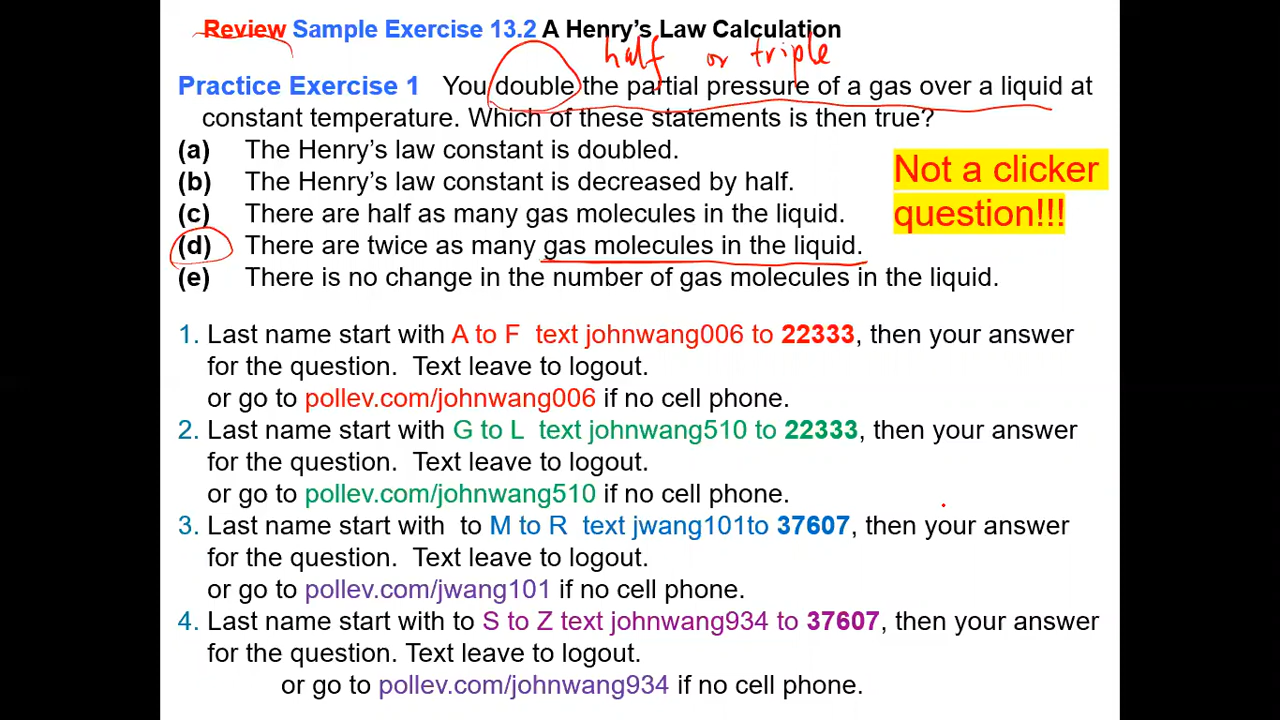 Review Sample Exercise 13.2 A Henry's Law Calculation
half or triple
Practice Exercise 1 You double the partial pressure of a gas over a liquid at
constant temperature. Which of these statements is then true?
(a) The Henry's law constant is doubled.
(b) The Henry's law constant is decreased by half.
(c) There are half as many gas molecules in the liquid.
(d) There are twice as many gas molecules in the liquid.
(e) There is no change in the number of gas molecules in the liquid.
Not a clicker
question!!!
1. Last name start with A to F text johnwang006 to 22333, then your answer
for the question. Text leave to logout.
or go to pollev.com/johnwang006 if no cell phone.
2. Last name start with G to L text johnwang510 to 22333, then your answer
for the question. Text leave to logout.
or go to pollev.com/johnwang510 if no cell phone.
3. Last name start with to M to R text jwang101to 37607, then your answer
for the question. Text leave to logout.
or go to pollev.com/jwang101 if no cell phone.
4. Last name start with to S to Z text johnwang934 to 37607, then your answer
for the question. Text leave to logout.
or go to pollev.com/johnwang934 if no cell phone.